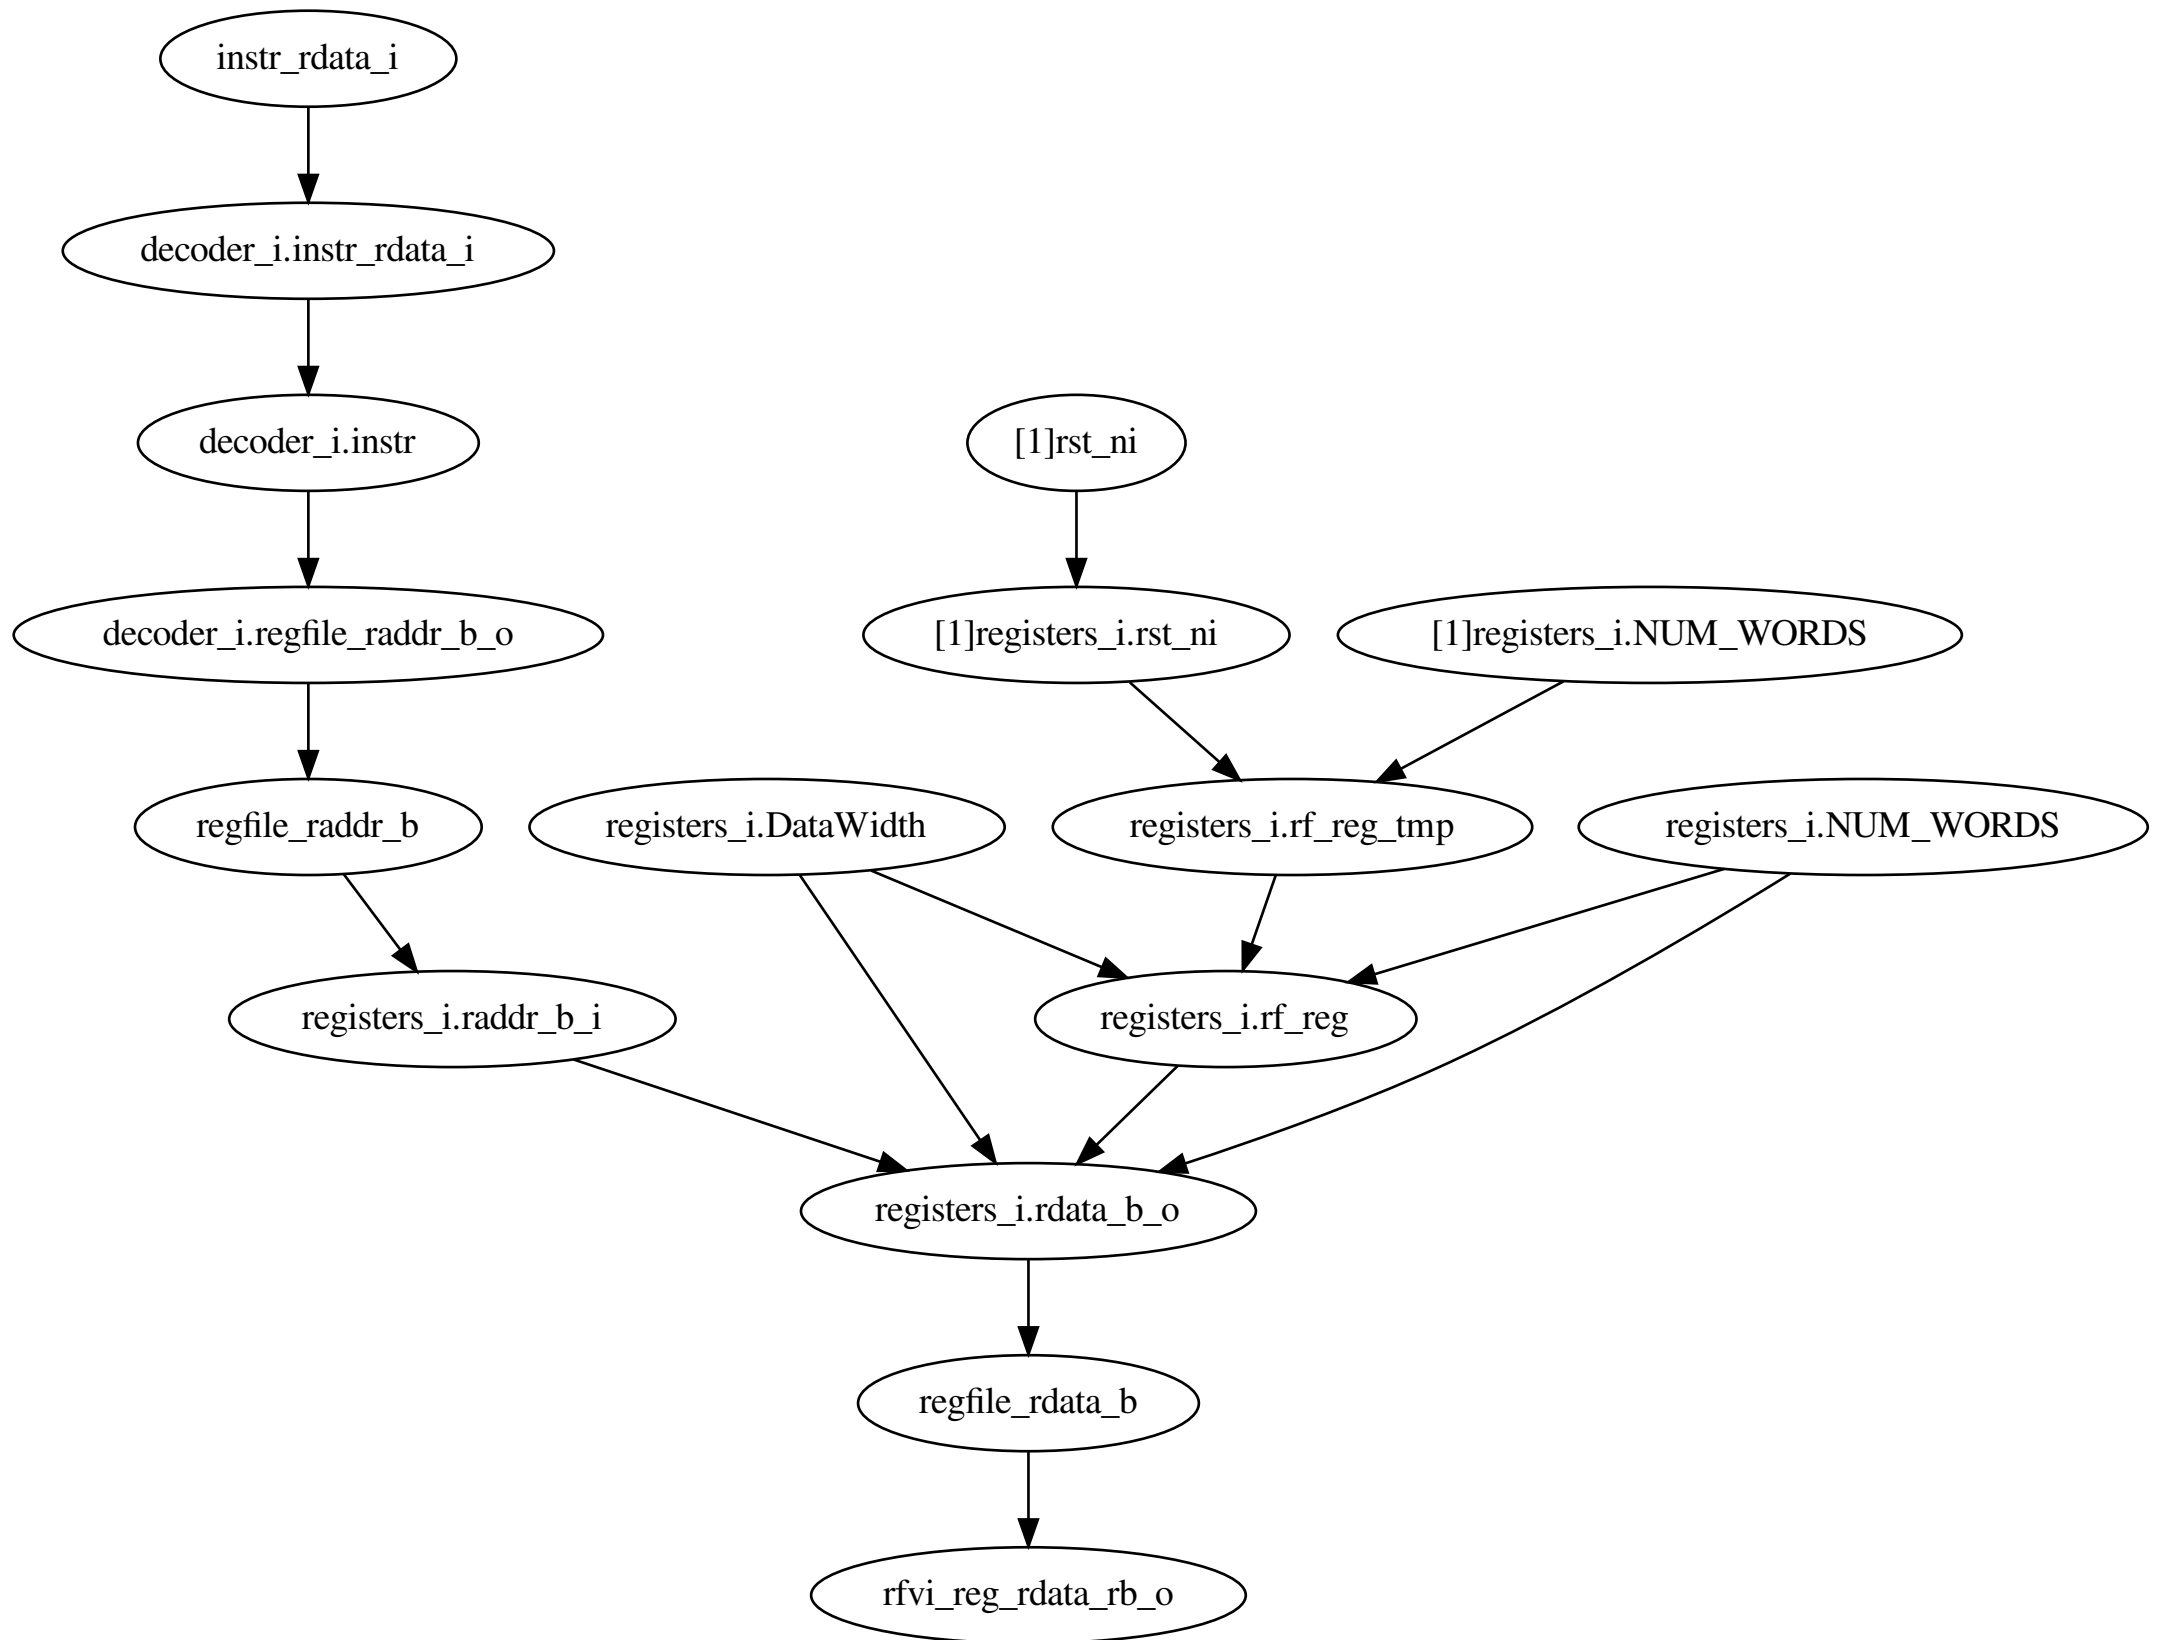 instr_rdata_i
decoder_i.instr_rdata_i
decoder_i.instr
[1]rst_ni
decoder_i.regfile_raddr_b_o
[1]registers_i.rst_ni
[1]registers_i.NUM_WORDS
regfile_raddr_b
registers_i.DataWidth
registers_i.rf_reg_tmp
registers_i.NUM_WORDS
registers_i.raddr_b_i
registers_i.rf_reg
registers_i.rdata_b_o
regfile_rdata_b
rfvi_reg_rdata_rb_o